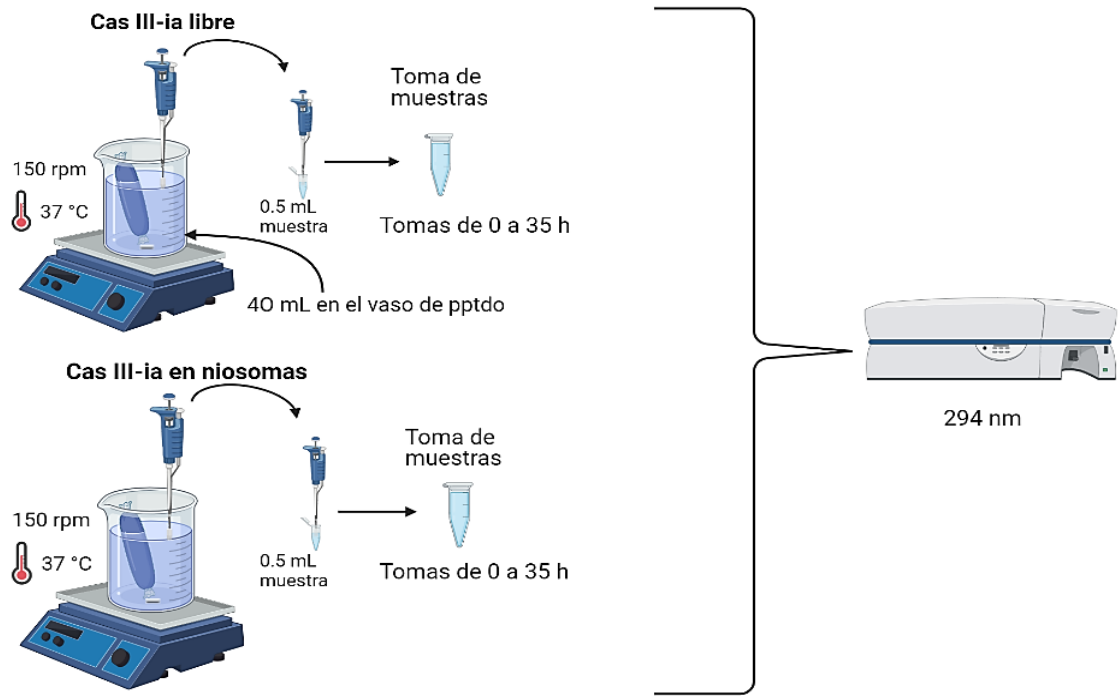 Cas III-ia libre
Toma de
muestras
150 rpm
37 °C
0.5 mL
muestra
Tomas de 0 a 35 h
40 mL en el vaso de pptdo
Cas III-ia en niosomas
Toma de
muestras
150 rpm
37 °C
0.5 mL
muestra
Tomas de 0 a 35 h
294 nm